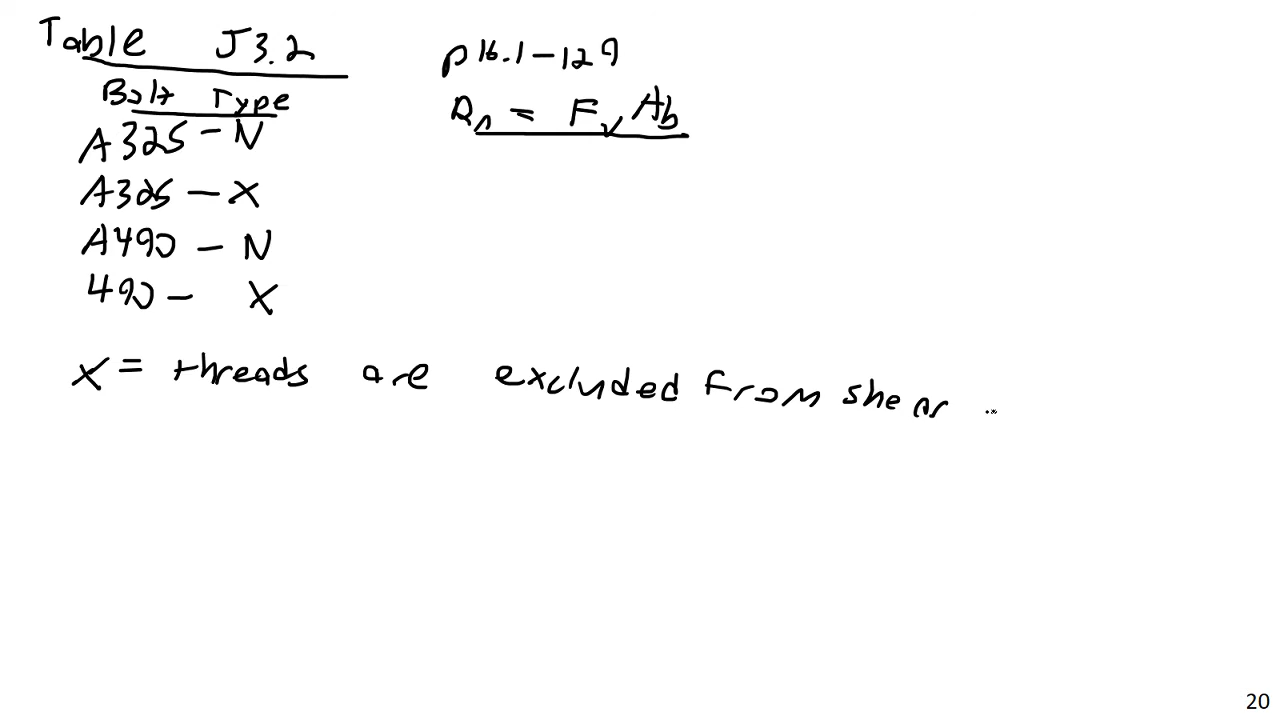 Table J3.2
p16.1-129
Bolt Type
Rn = Fv Ab
A325 - N
A325 - X
A490 - N
490 - X
X = threads are excluded from shear
20